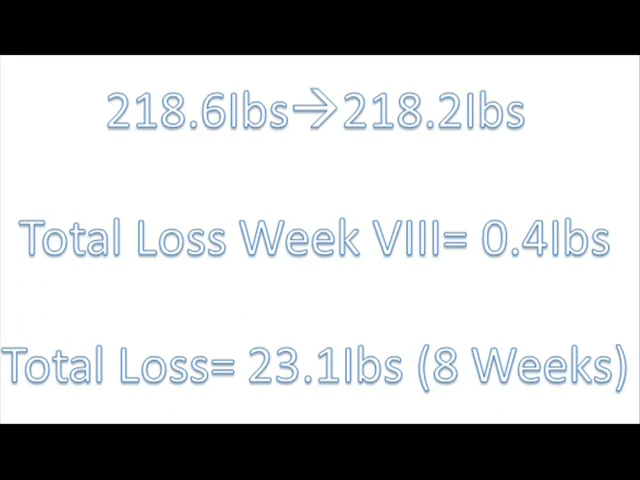 218.6lbs→218.2lbs
Total Loss Week VIII= 0.4lbs
Total Loss= 23.1lbs (8 Weeks)